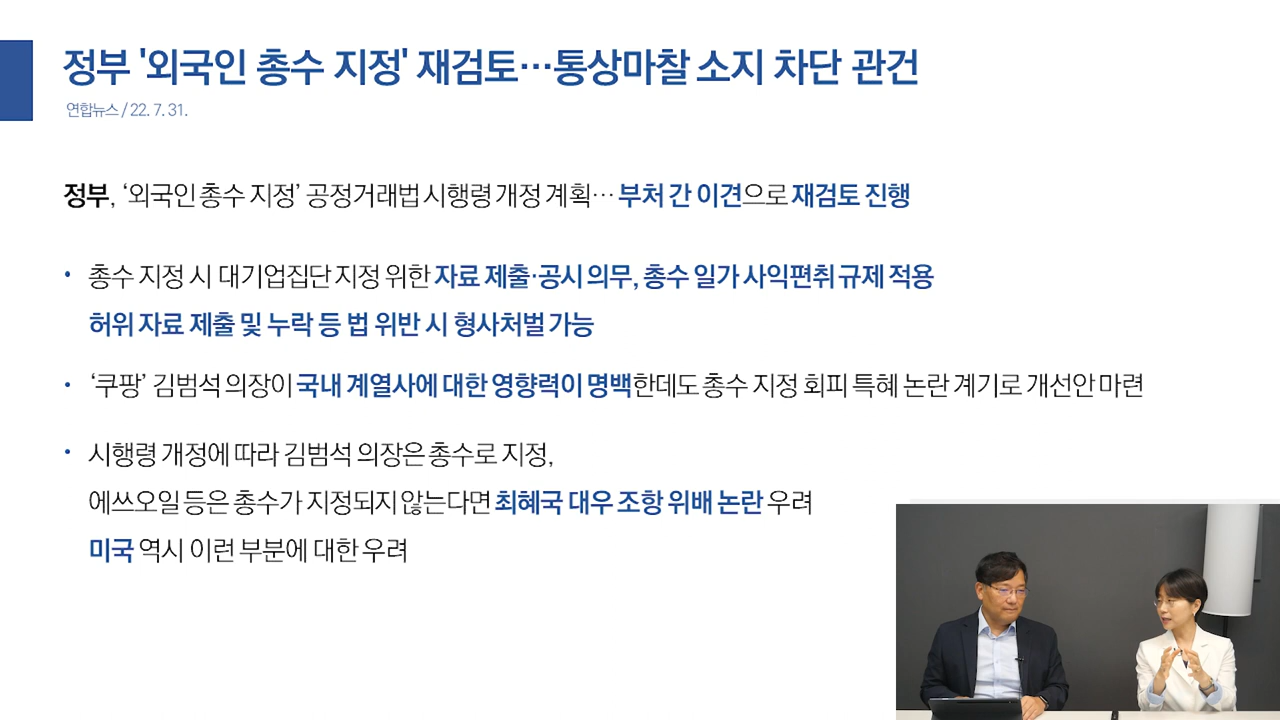 정부 '외국인 총수 지정' 재검토…통상마찰 소지 차단 관건
연합뉴스 / 22. 7. 31.
정부, ‘외국인 총수 지정’ 공정거래법 시행령 개정 계획… 부처 간 이견으로 재검토 진행
• 총수 지정 시 대기업집단 지정 위한 자료 제출·공시 의무, 총수 일가 사익편취 규제 적용
허위 자료 제출 및 누락 등 법 위반 시 형사처벌 가능
• ‘쿠팡’ 김범석 의장이 국내 계열사에 대한 영향력이 명백한데도 총수 지정 회피 특혜 논란 계기로 개선안 마련
• 시행령 개정에 따라 김범석 의장은 총수로 지정,
에쓰오일 등은 총수가 지정되지 않는다면 최혜국 대우 조항 위배 논란 우려
미국 역시 이런 부분에 대한 우려